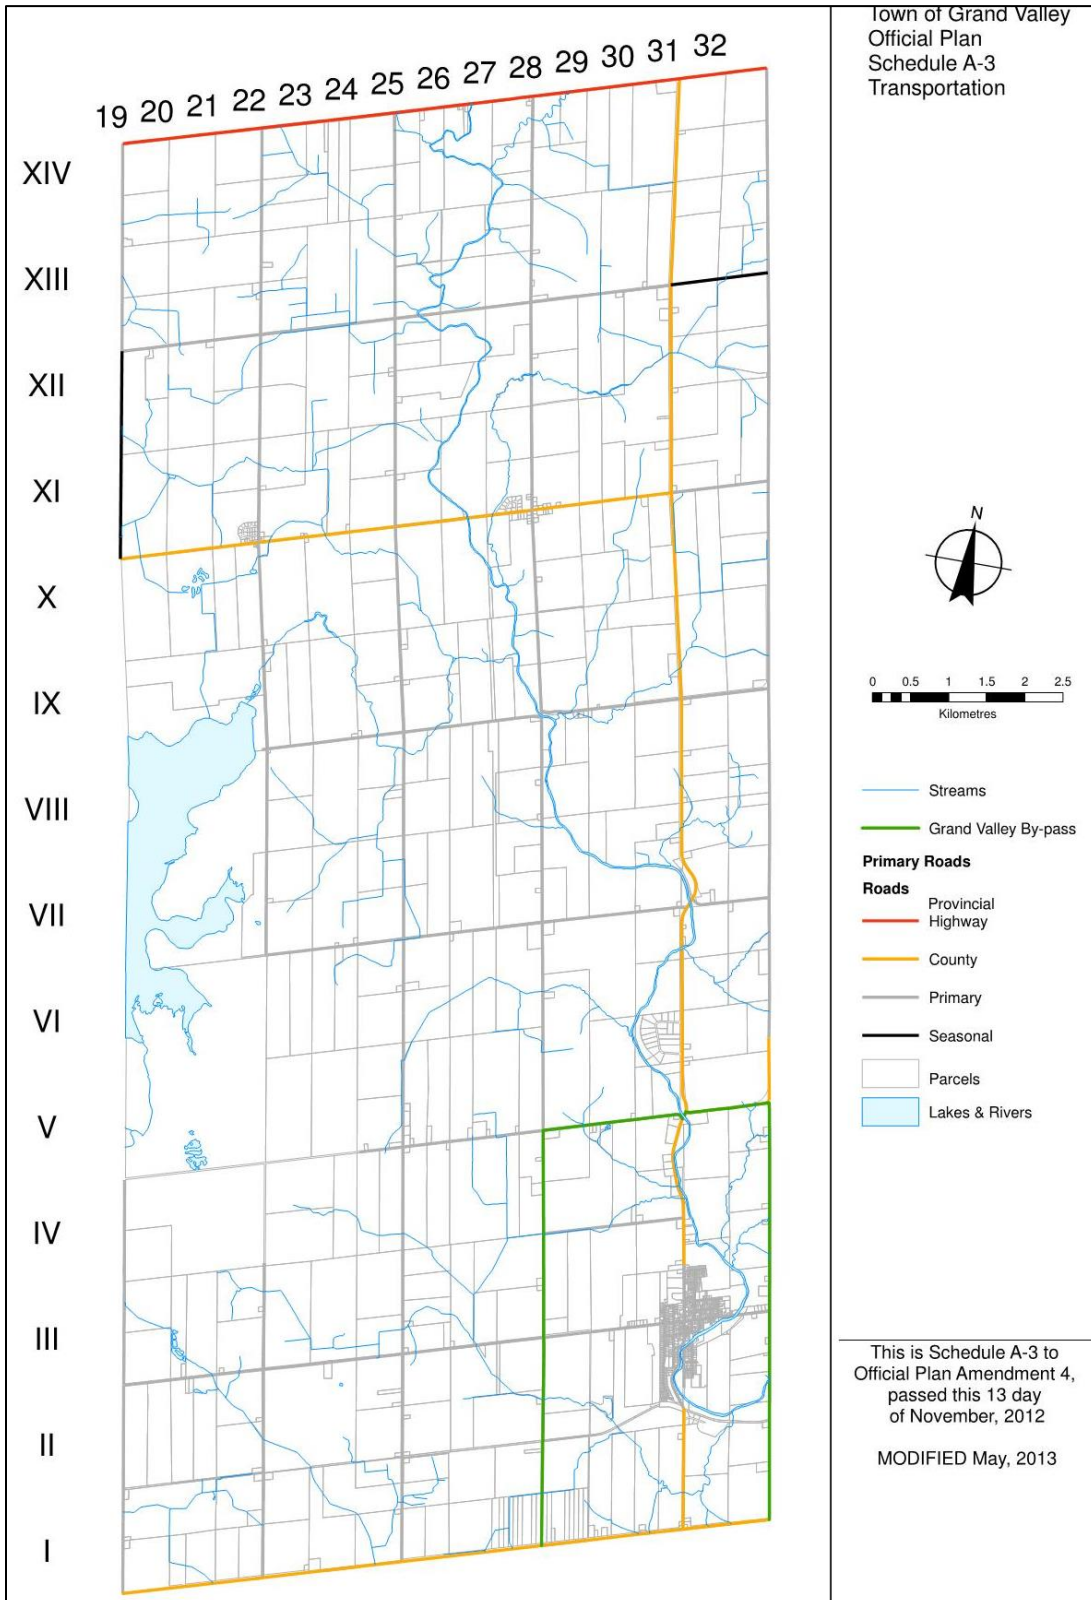 Town of Grand Valley
Official Plan
Schedule A-3
Transportation
19 20 21 22 23 24 25 26 27 28 29 30 31 32
XIV
XIII
XII
XI
X
IX
VIII
VII
VI
V
IV
III
II
I
N
0 0.5 1 1.5 2 2.5
Kilometres
Streams
Grand Valley By-pass
Primary Roads
Roads
Provincial
Highway
County
Primary
Seasonal
Parcels
Lakes & Rivers
This is Schedule A-3 to
Official Plan Amendment 4,
passed this 13 day
of November, 2012
MODIFIED May, 2013